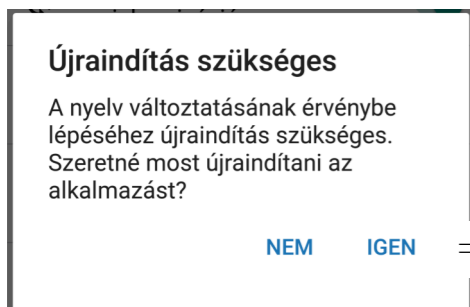 Újraindítás szükséges
A nyelv változtatásának érvénybe
lépéséhez újraindítás szükséges.
Szeretné most újraindítani az
alkalmazást?
NEM IGEN